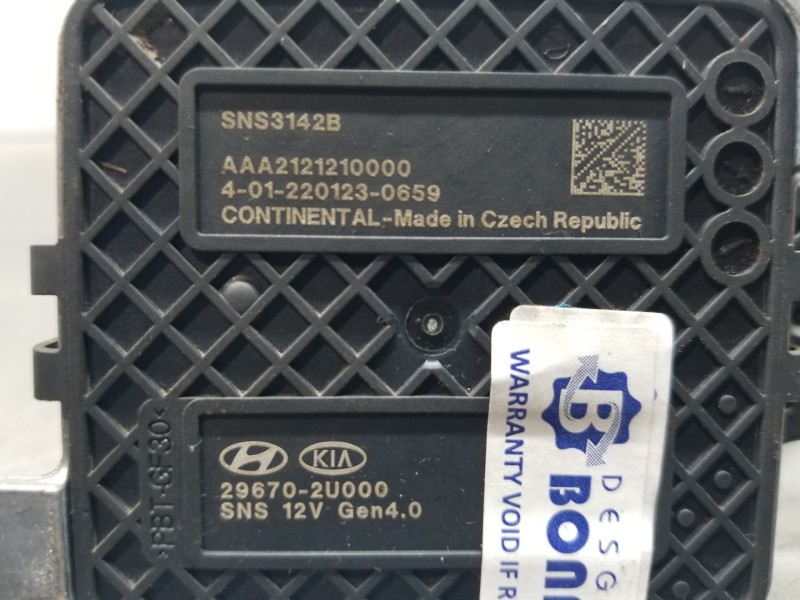 SNS3142B
AAA2121210000
4-01-220123-0659
CONTINENTAL-Made in Czech Republic
KIA
29670-2U000
SNS 12V Gen4.0
>PBT-GF30<
WARRANTY VOID IF
B
DESG